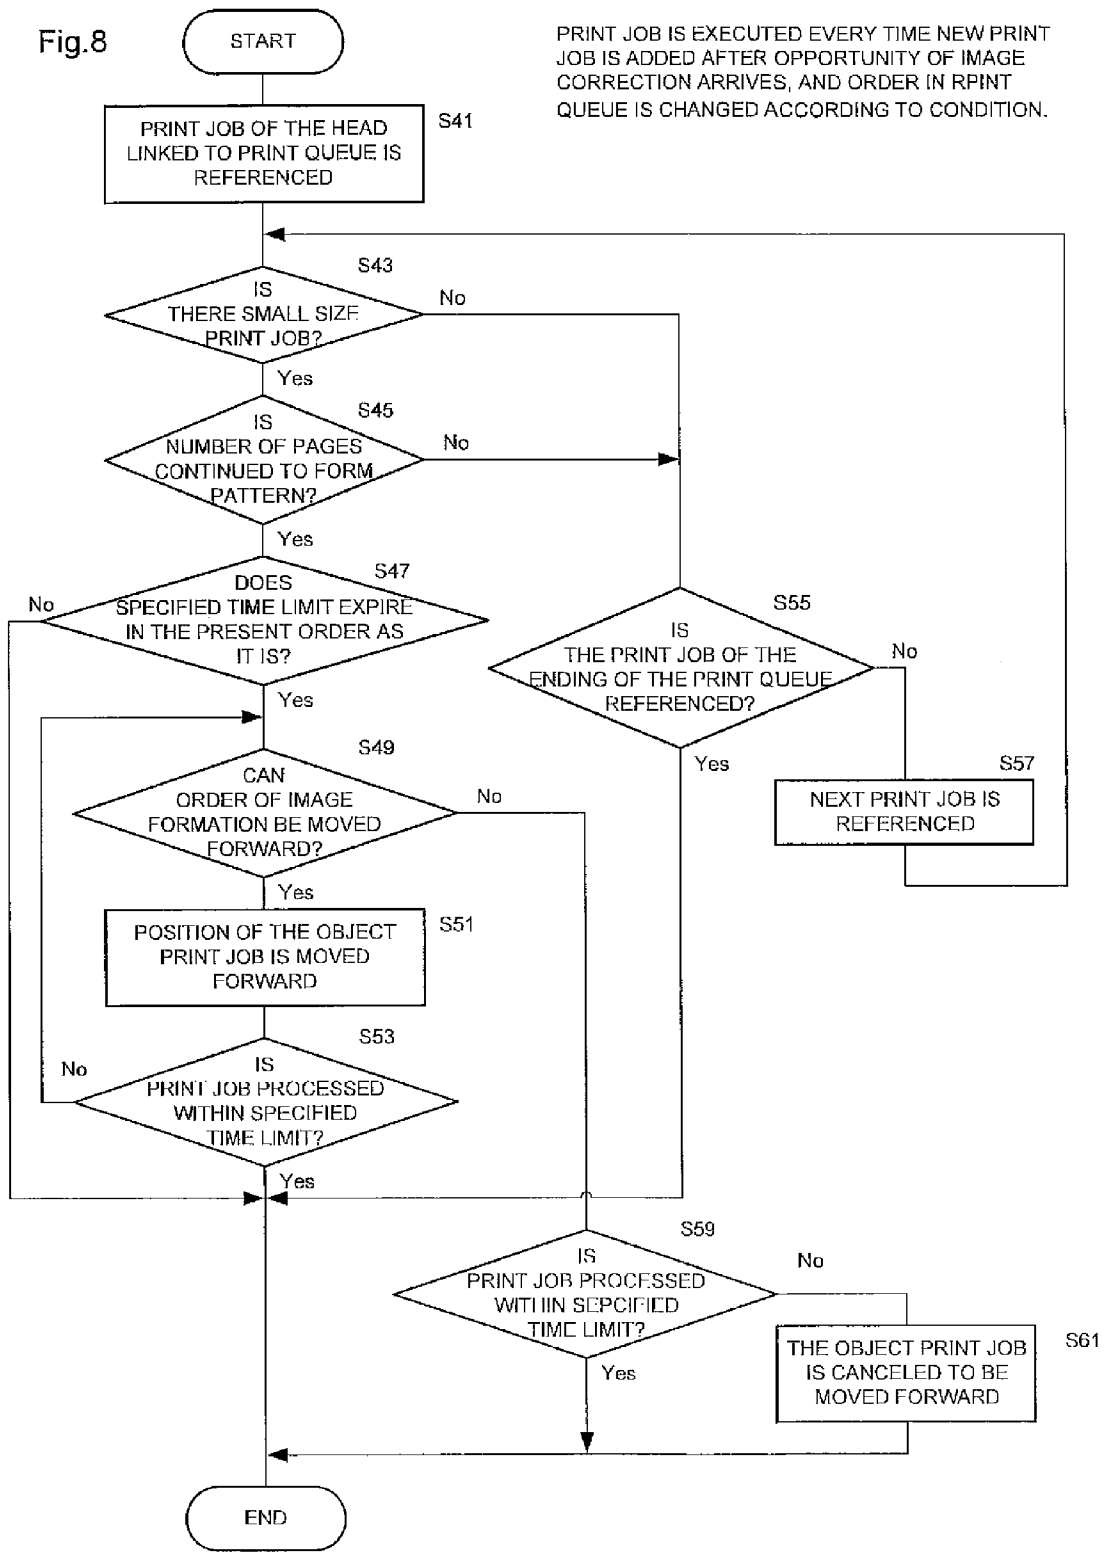 Fig.8
START
PRINT JOB IS EXECUTED EVERY TIME NEW PRINT
JOB IS ADDED AFTER OPPORTUNITY OF IMAGE
CORRECTION ARRIVES, AND ORDER IN RPINT
QUEUE IS CHANGED ACCORDING TO CONDITION.
S41
PRINT JOB OF THE HEAD
LINKED TO PRINT QUEUE IS
REFERENCED
S43
IS
THERE SMALL SIZE
PRINT JOB?
No
Yes
S45
IS
NUMBER OF PAGES
CONTINUED TO FORM
PATTERN?
No
Yes
S47
DOES
SPECIFIED TIME LIMIT EXPIRE
IN THE PRESENT ORDER AS
IT IS?
No
Yes
S55
IS
THE PRINT JOB OF THE
ENDING OF THE PRINT QUEUE
REFERENCED?
No
Yes
S57
NEXT PRINT JOB IS
REFERENCED
S49
CAN
ORDER OF IMAGE
FORMATION BE MOVED
FORWARD?
No
Yes
S51
POSITION OF THE OBJECT
PRINT JOB IS MOVED
FORWARD
S53
IS
PRINT JOB PROCESSED
WITHIN SPECIFIED
TIME LIMIT?
No
Yes
S59
IS
PRINT JOB PROCESSED
WITHIN SEPCIFIED
TIME LIMIT?
No
Yes
S61
THE OBJECT PRINT JOB
IS CANCELED TO BE
MOVED FORWARD
END